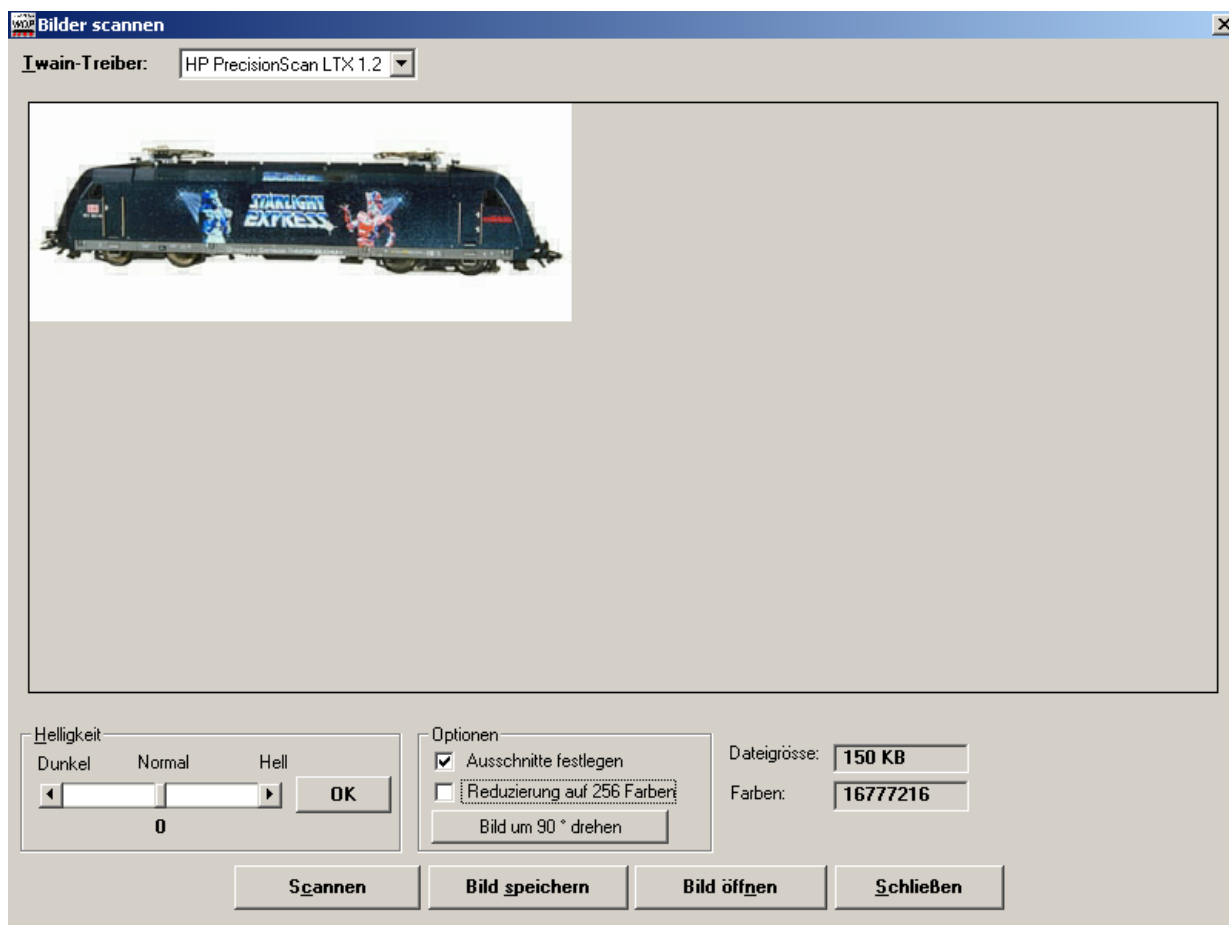 Bilder scannen
Twain-Treiber: HP PrecisionScan LTX 1.2
STARLIGHT
EXPRESS
Helligkeit
Dunkel Normal Hell
OK
0
Optionen
Ausschnitte festlegen
Reduzierung auf 256 Farben
Bild um 90 ° drehen
Dateigrösse: 150 KB
Farben: 16777216
Scannen Bild speichern Bild öffnen Schließen